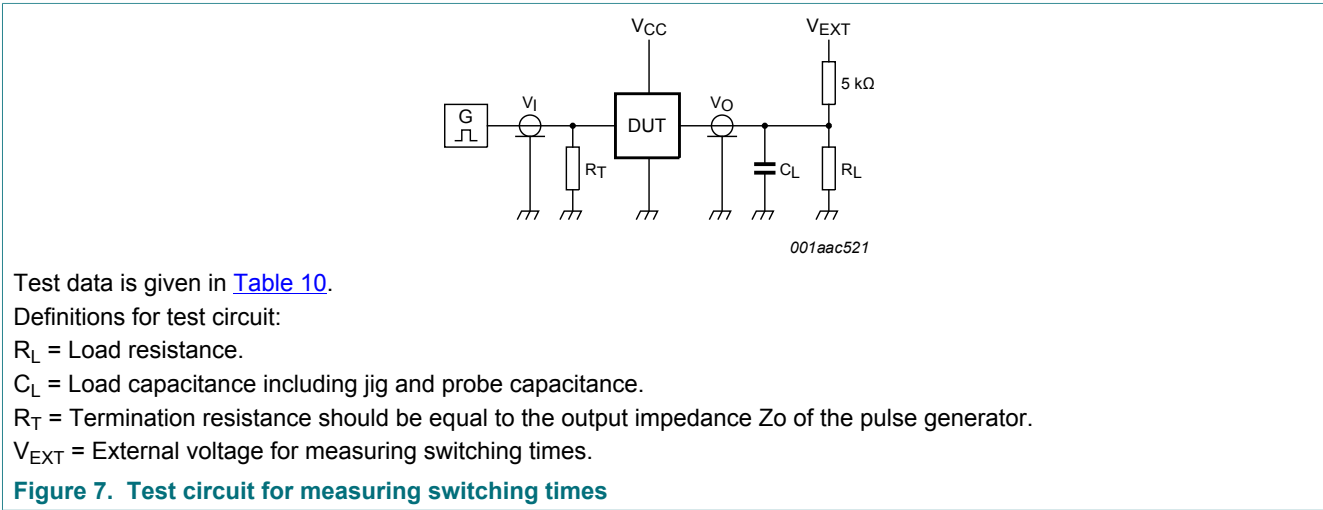 VCC VEXT
5 kΩ
G VI DUT VO
RT CL RL
001aac521
Test data is given in Table 10.
Definitions for test circuit:
RL = Load resistance.
CL = Load capacitance including jig and probe capacitance.
RT = Termination resistance should be equal to the output impedance Zo of the pulse generator.
VEXT = External voltage for measuring switching times.
Figure 7. Test circuit for measuring switching times